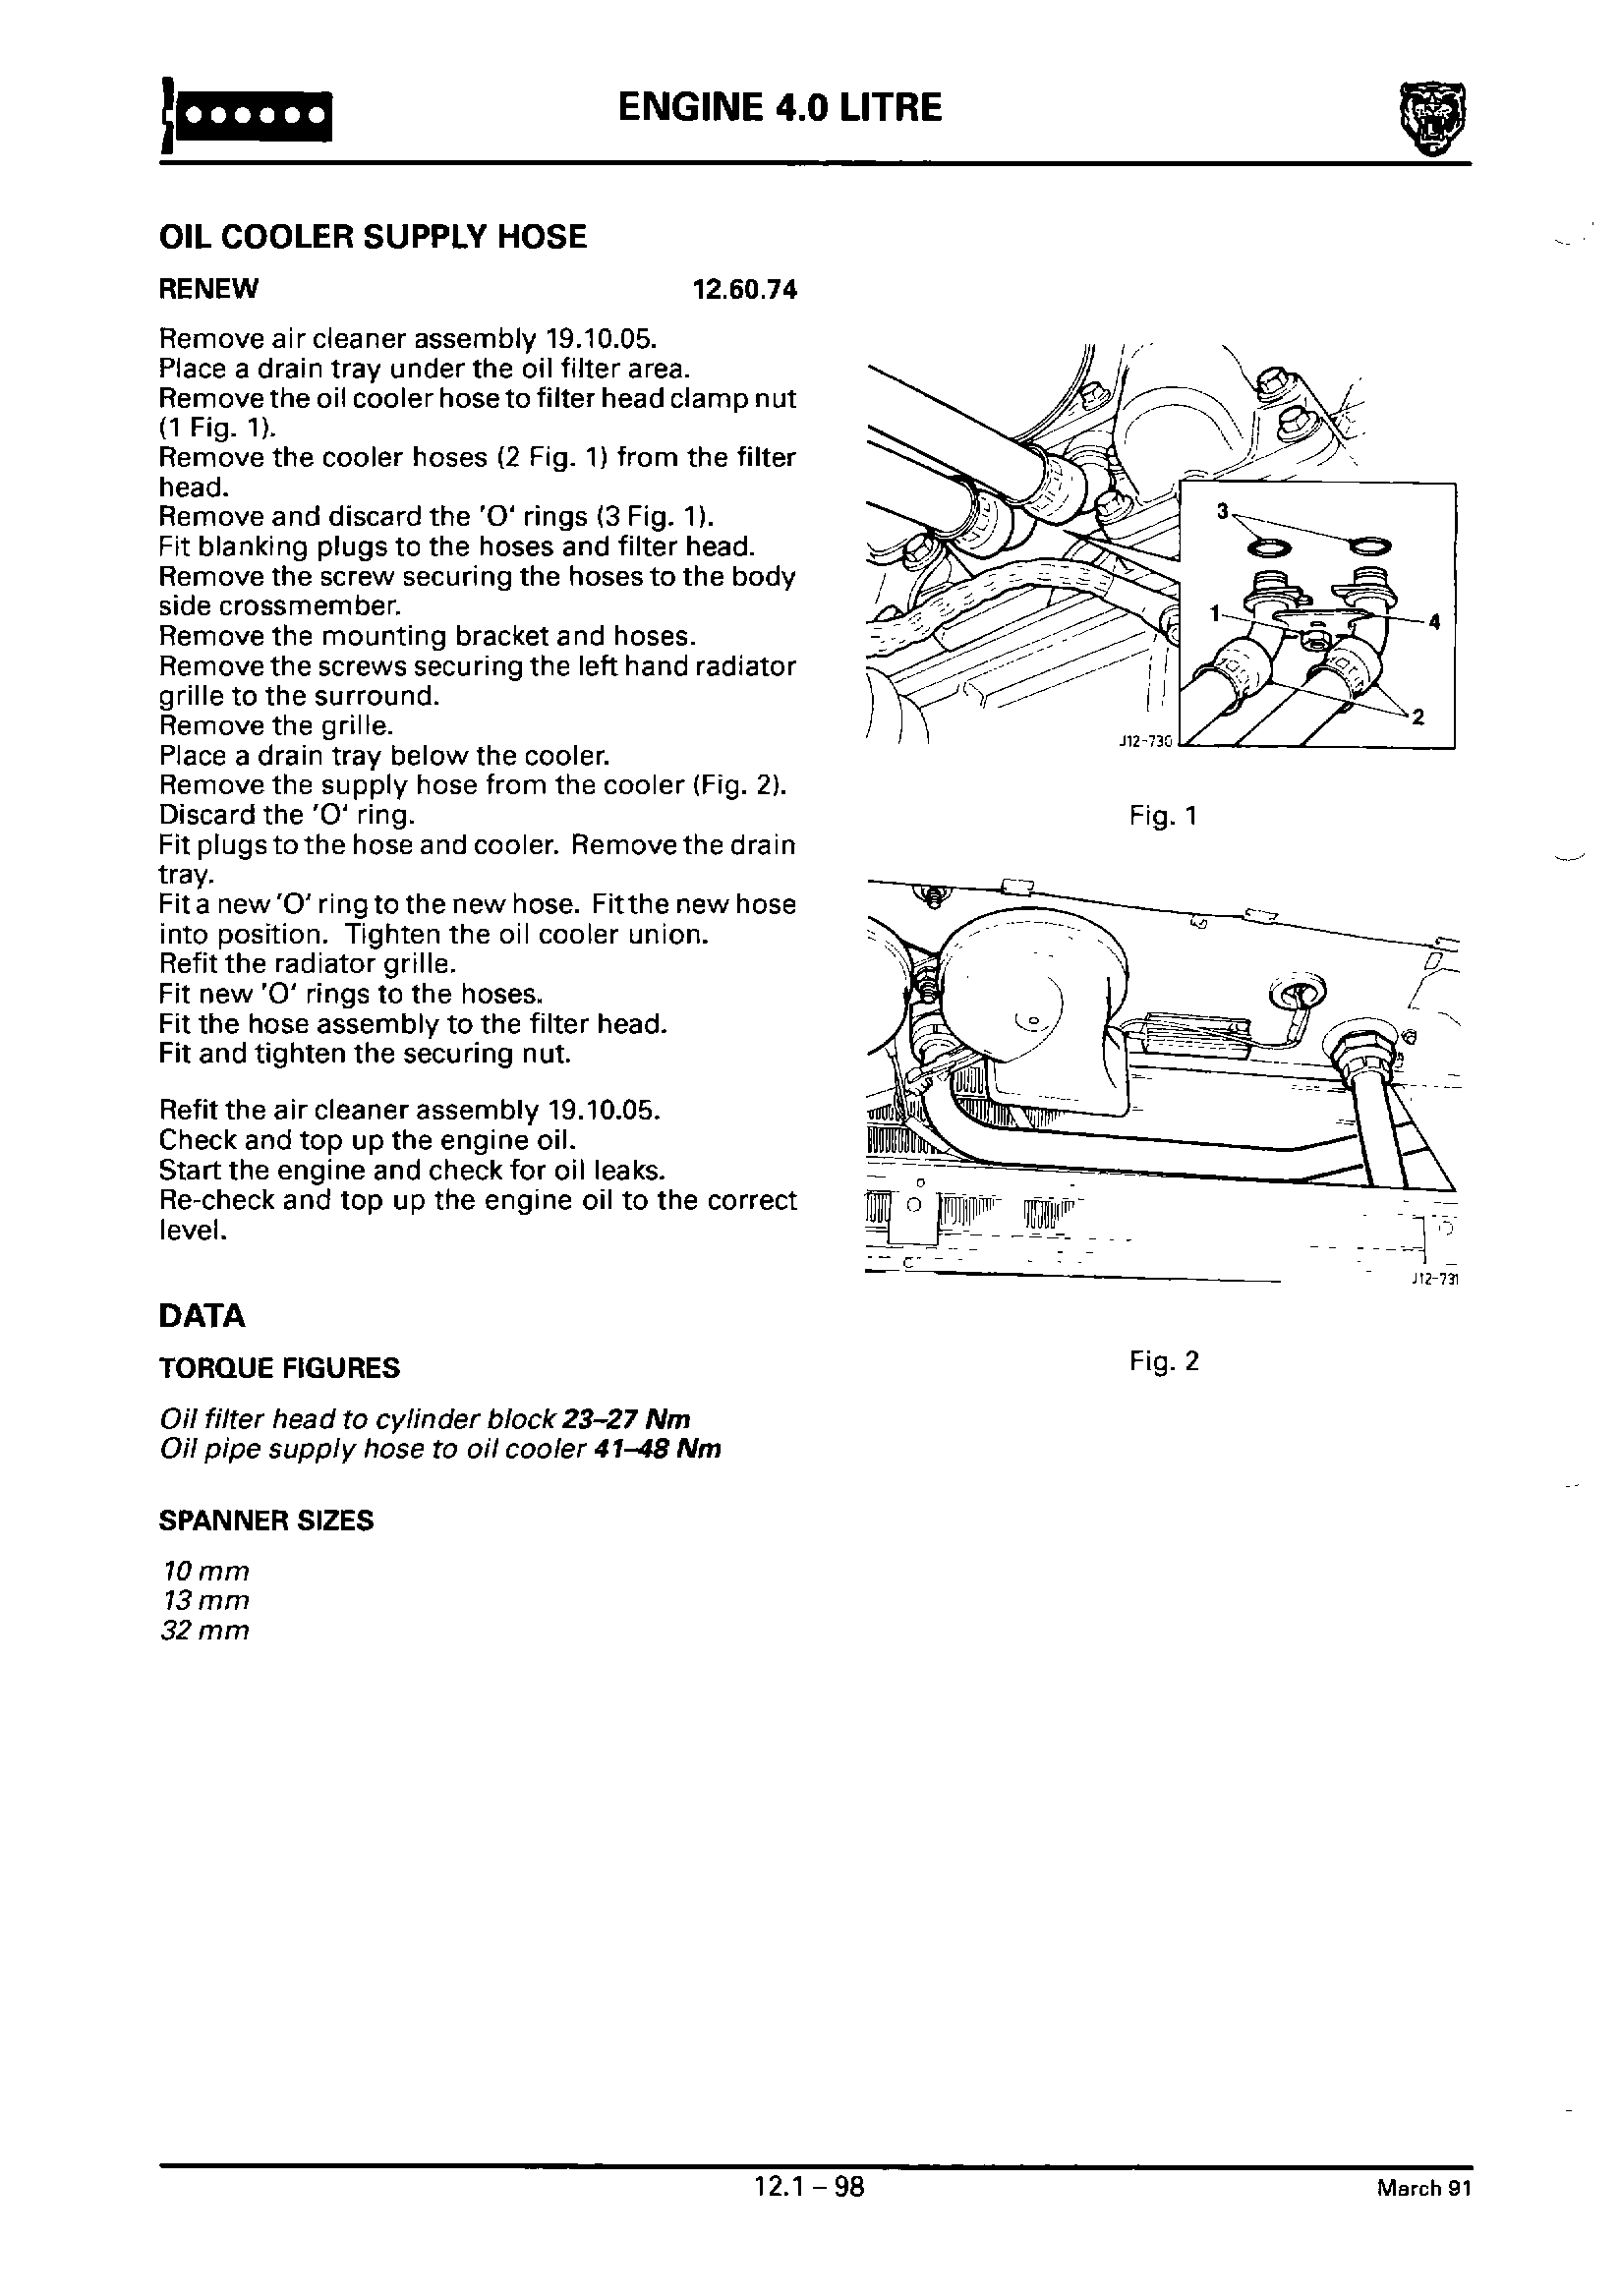 ENGINE 4.0 LITRE
OIL COOLER SUPPLY HOSE
RENEW 12.60.74
Remove air cleaner assembly 19.10.05.
Place a drain tray under the oil filter area.
Remove the oil cooler hose to filter head clamp nut
(1 Fig. 1).
Remove the cooler hoses (2 Fig. 1) from the filter
head.
Remove and discard the 'O' rings (3 Fig. 1).
Fit blanking plugs to the hoses and filter head.
Remove the screw securing the hoses to the body
side crossmember.
Remove the mounting bracket and hoses.
Remove the screws securing the left hand radiator
grille to the surround.
Remove the grille.
Place a drain tray below the cooler.
Remove the supply hose from the cooler (Fig. 2).
Discard the 'O' ring.
Fit plugs to the hose and cooler. Remove the drain
tray.
Fit a new 'O' ring to the new hose. Fit the new hose
into position. Tighten the oil cooler union.
Refit the radiator grille.
Fit new 'O' rings to the hoses.
Fit the hose assembly to the filter head.
Fit and tighten the securing nut.
Refit the air cleaner assembly 19.10.05.
Check and top up the engine oil.
Start the engine and check for oil leaks.
Re-check and top up the engine oil to the correct
level.
DATA
TORQUE FIGURES
Oil filter head to cylinder block 23–27 Nm
Oil pipe supply hose to oil cooler 41–48 Nm
SPANNER SIZES
10 mm
13 mm
32 mm
3
1
4
2
J12-730
Fig. 1
J12-731
Fig. 2
12.1 – 98
March 91